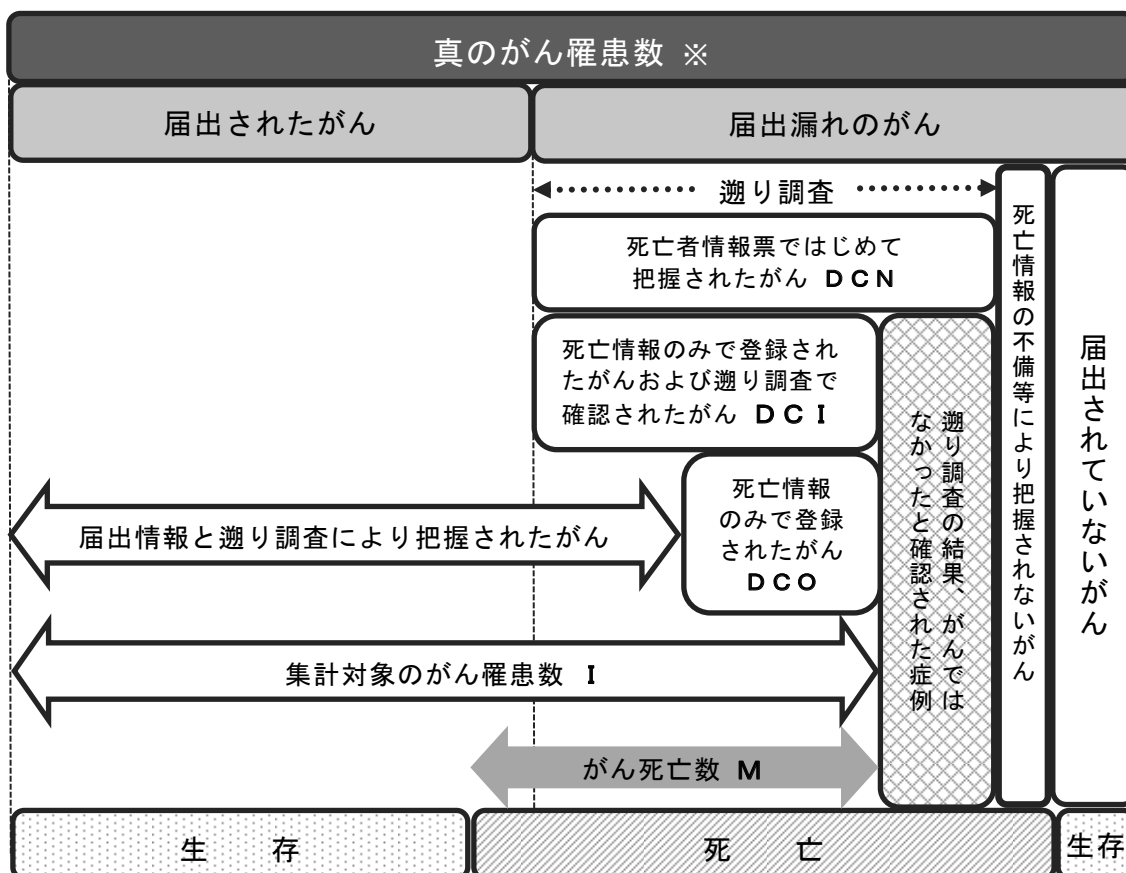 真のがん罹患数 ※
届出されたがん
届出漏れのがん
遡り調査
死亡者情報票ではじめて
把握されたがん DCN
死亡情報のみで登録され
たがんおよび遡り調査で
確認されたがん DCI
死亡情報
のみで登録
されたがん
DCO
届出情報と遡り調査により把握されたがん
集計対象のがん罹患数 I
がん死亡数 M
遡り調査の結果、がんでは
なかったと確認された症例
死亡情報の不備等により把握されないがん
届出されていないがん
生 存
死 亡
生存